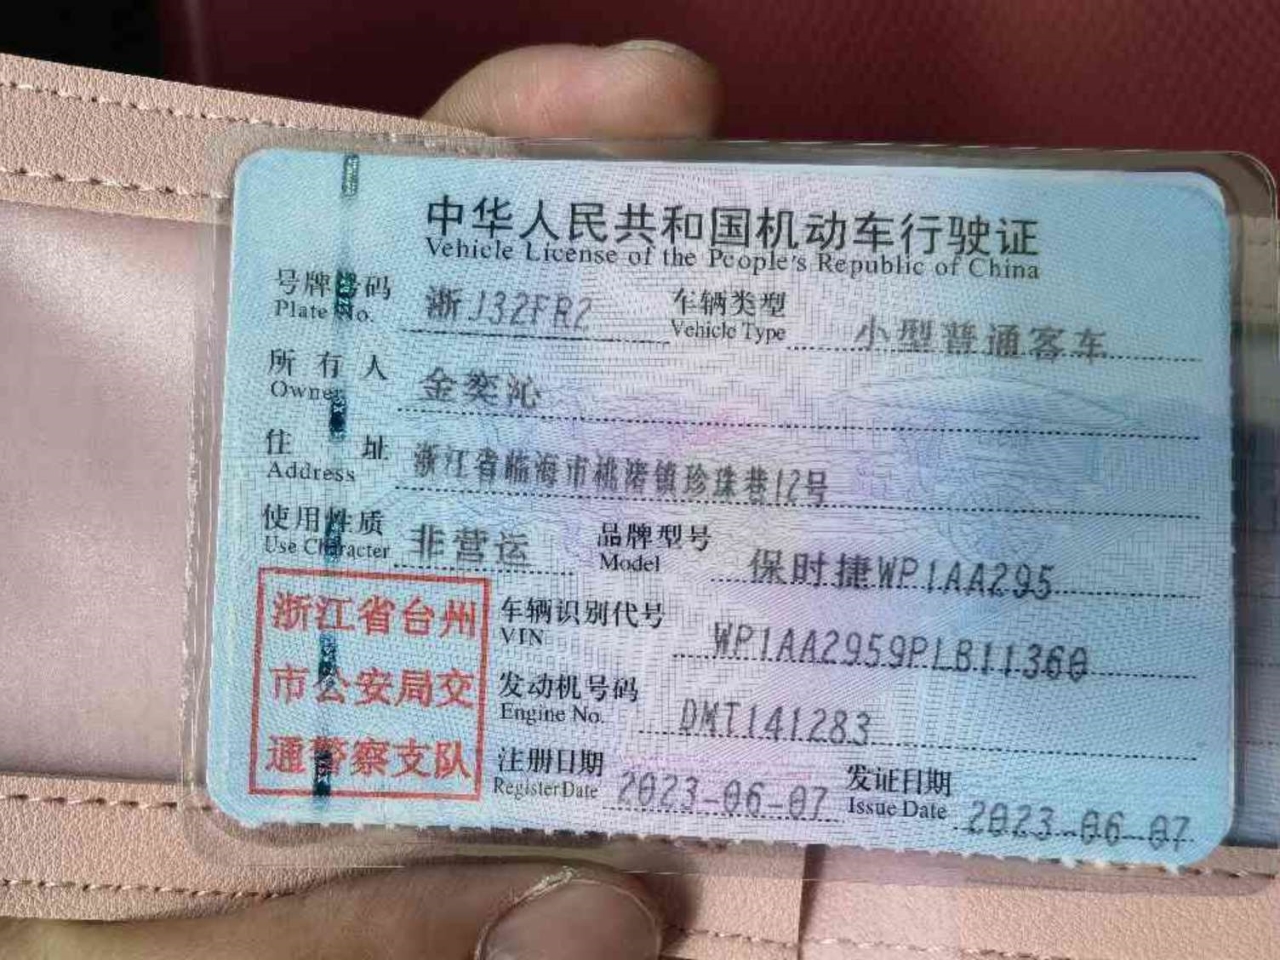 中华人民共和国机动车行驶证
Vehicle License of the People's Republic of China
号牌号码 浙J32FR2 车辆类型 小型普通客车
Plate No. Vehicle Type
所有人 金奕沁
Owner
住址 浙江省临海市桃渚镇珍珠巷12号
Address
使用性质 非营运 品牌型号 保时捷WP1AA295
Use Character Model
浙江省台州
市公安局交
通警察支队
车辆识别代号 WP1AA2959PLB11360
VIN
发动机号码 DMT141283
Engine No.
注册日期 2023-06-07 发证日期 2023-06-07
Register Date Issue Date